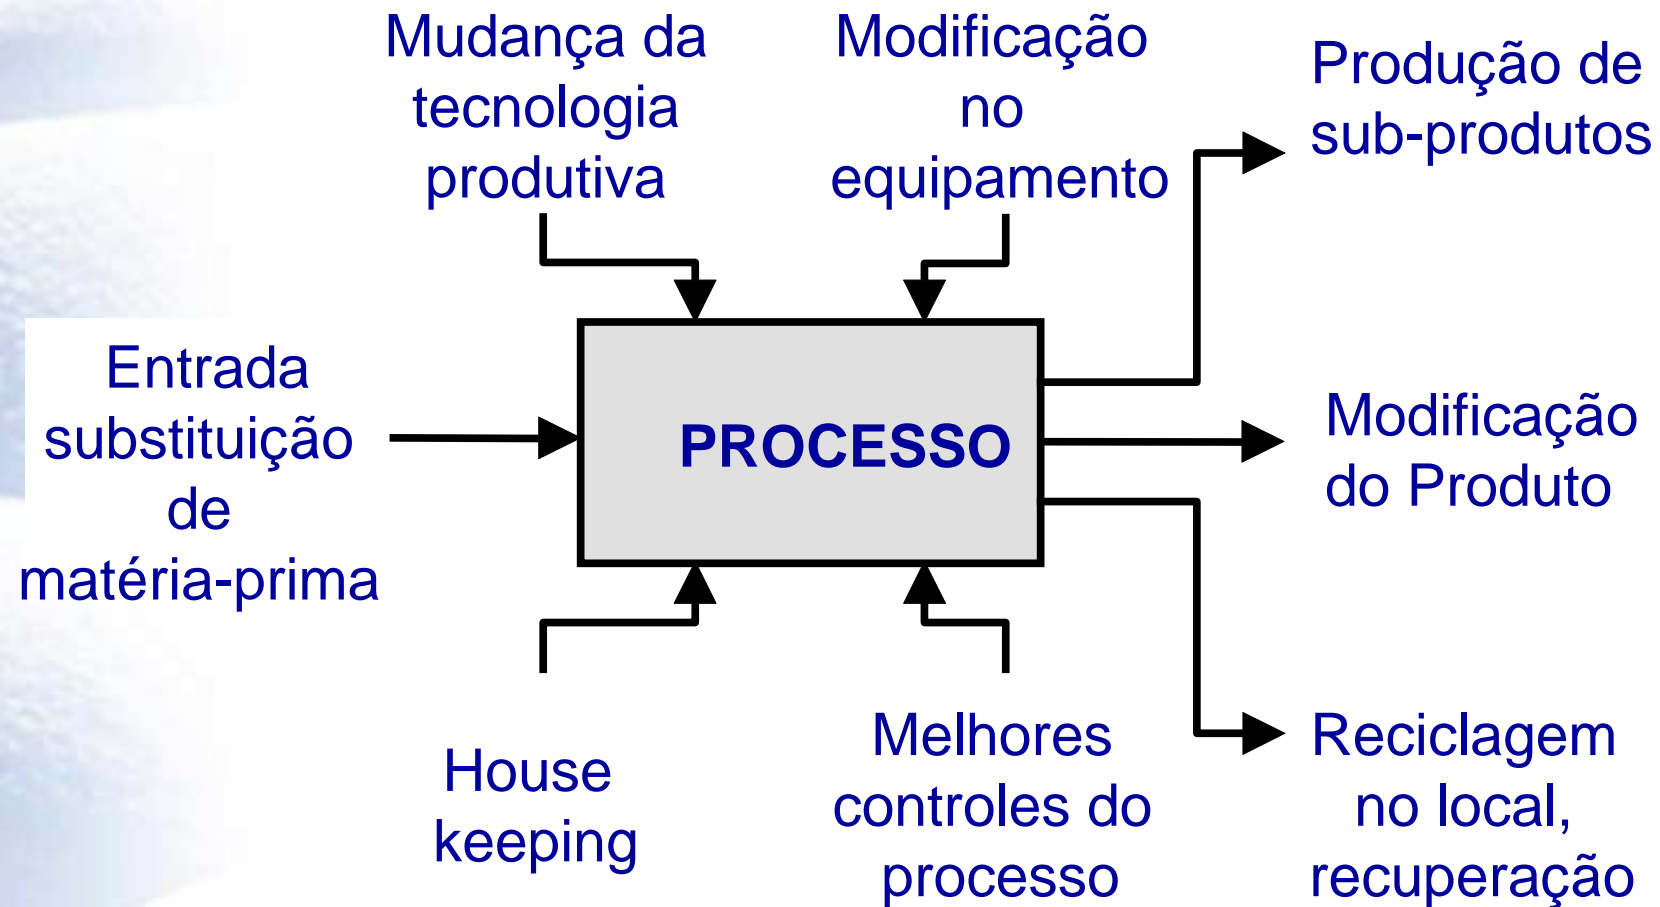 Mudança da
tecnologia
produtiva
Modificação
no
equipamento
Produção de
sub-produtos
Entrada
substituição
de
matéria-prima
PROCESSO
Modificação
do Produto
House
keeping
Melhores
controles do
processo
Reciclagem
no local,
recuperação